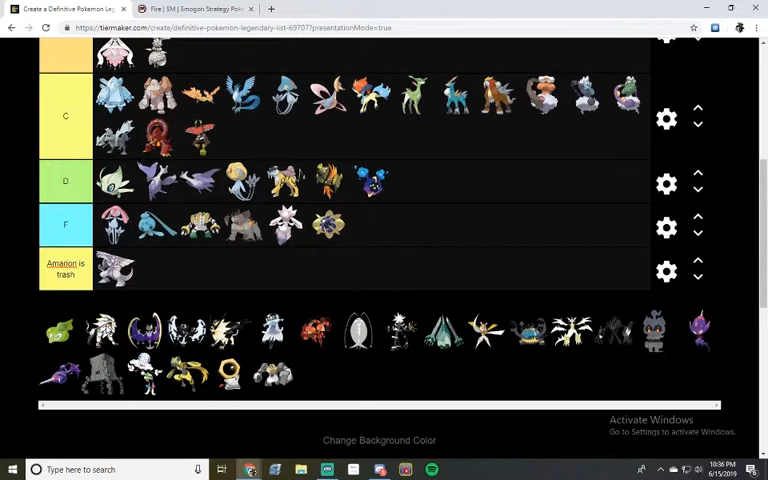 Create a Definitive Pokemon Leg
Fire | SM | Smogon Strategy Pok
https://tiermaker.com/create/definitive-pokemon-legendary-list-69707?presentationMode=true
C
D
F
Amarion is
trash
Activate Windows
Go to Settings to activate Windows.
Change Background Color
Type here to search
10:36 PM
6/15/2019